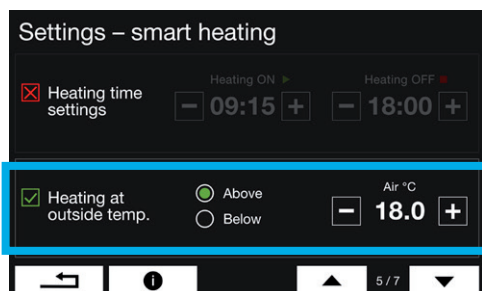 Settings – smart heating
Heating ON
Heating OFF
Heating time
settings
– 09:15 +
– 18:00 +
Heating at
outside temp.
Above
Below
Air °C
– 18.0 +
i
5/7